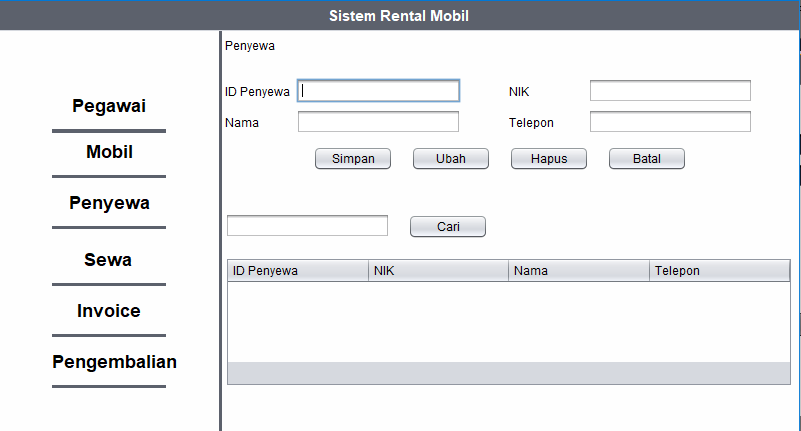 Sistem Rental Mobil
Pegawai
Mobil
Penyewa
Sewa
Invoice
Pengembalian
Penyewa
ID Penyewa NIK
Nama Telepon
Simpan Ubah Hapus Batal
Cari
ID Penyewa NIK Nama Telepon